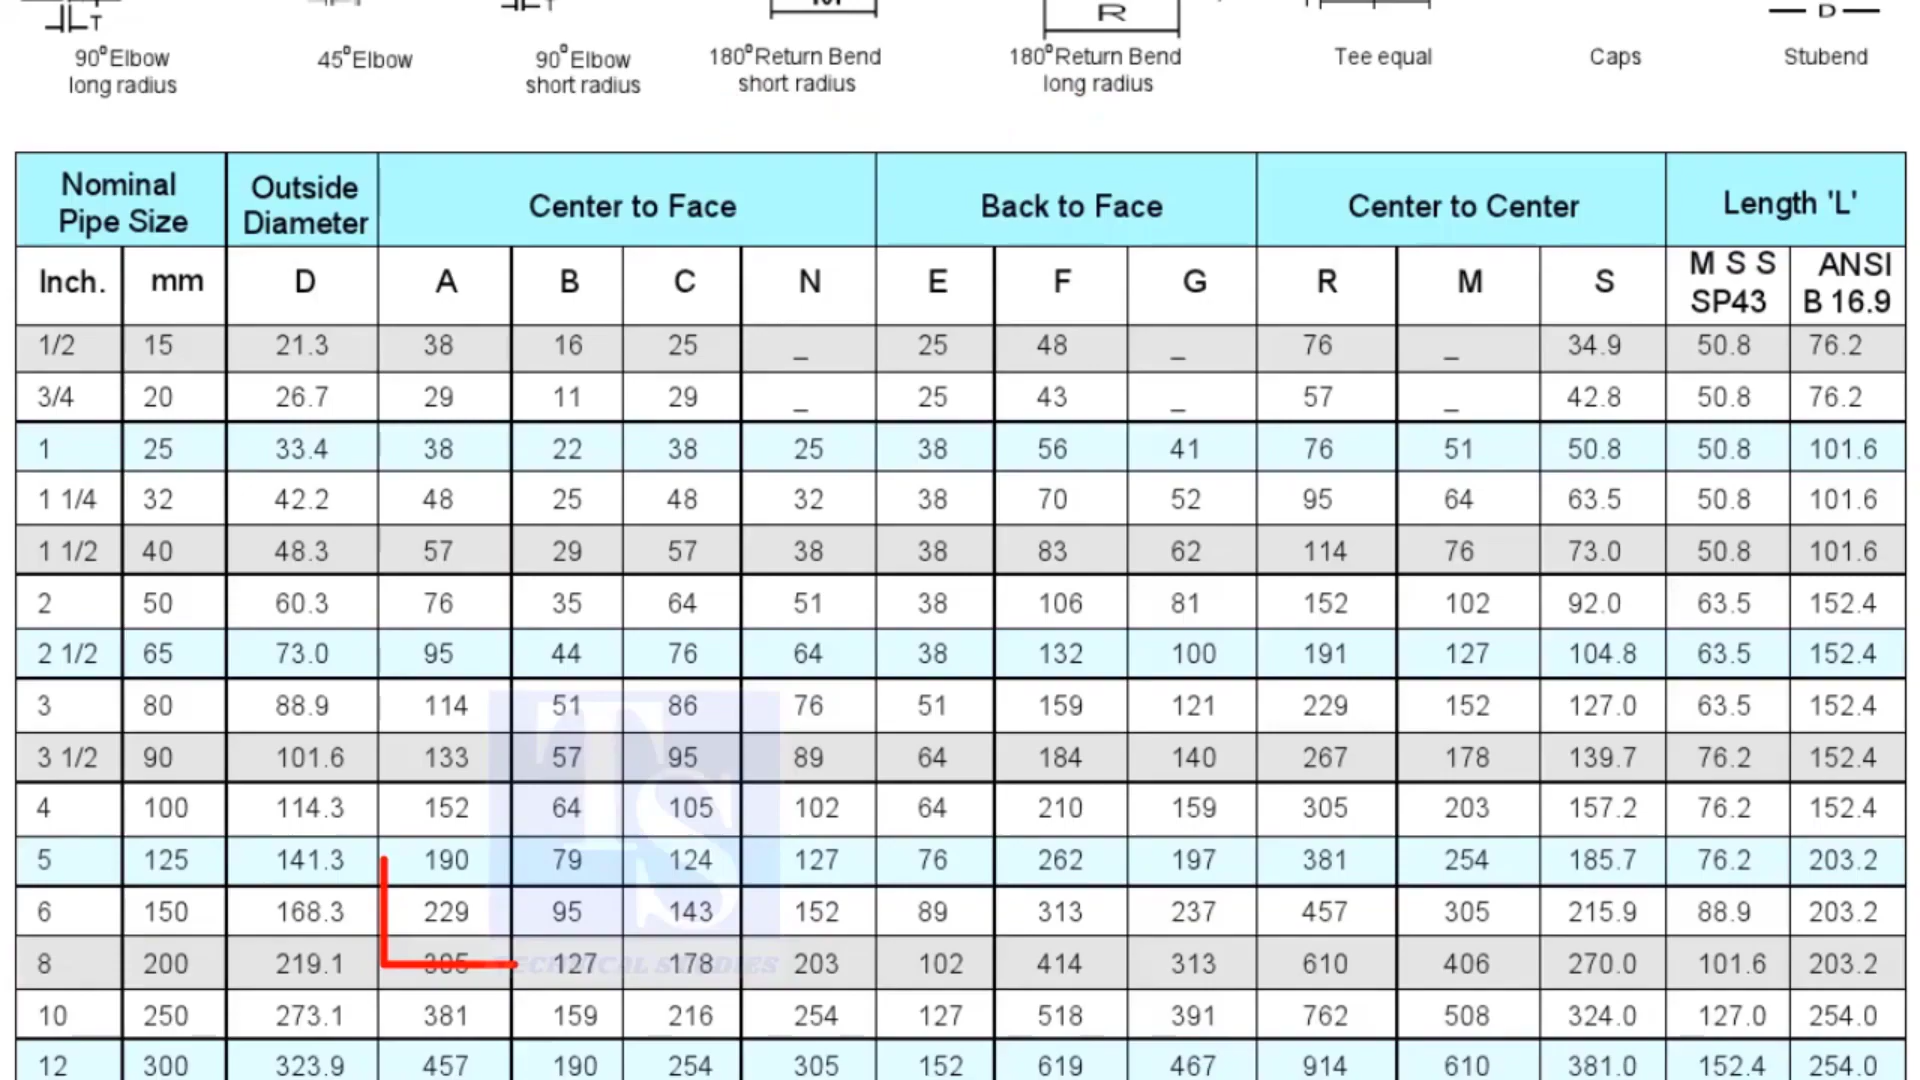 T T M R D
90°Elbow long radius 45°Elbow 90°Elbow short radius 180°Return Bend short radius 180°Return Bend long radius Tee equal Caps Stubend
Nominal Pipe Size Outside Diameter Center to Face Back to Face Center to Center Length 'L'
Inch. mm D A B C N E F G R M S M S S SP43 ANSI B 16.9
1/2 15 21.3 38 16 25 _ 25 48 _ 76 _ 34.9 50.8 76.2
3/4 20 26.7 29 11 29 _ 25 43 _ 57 _ 42.8 50.8 76.2
1 25 33.4 38 22 38 25 38 56 41 76 51 50.8 50.8 101.6
1 1/4 32 42.2 48 25 48 32 38 70 52 95 64 63.5 50.8 101.6
1 1/2 40 48.3 57 29 57 38 38 83 62 114 76 73.0 50.8 101.6
2 50 60.3 76 35 64 51 38 106 81 152 102 92.0 63.5 152.4
2 1/2 65 73.0 95 44 76 64 38 132 100 191 127 104.8 63.5 152.4
3 80 88.9 114 51 86 76 51 159 121 229 152 127.0 63.5 152.4
3 1/2 90 101.6 133 57 95 89 64 184 140 267 178 139.7 76.2 152.4
4 100 114.3 152 64 105 102 64 210 159 305 203 157.2 76.2 152.4
5 125 141.3 190 79 124 127 76 262 197 381 254 185.7 76.2 203.2
6 150 168.3 229 95 143 152 89 313 237 457 305 215.9 88.9 203.2
8 200 219.1 305 127 178 203 102 414 313 610 406 270.0 101.6 203.2
10 250 273.1 381 159 216 254 127 518 391 762 508 324.0 127.0 254.0
12 300 323.9 457 190 254 305 152 619 467 914 610 381.0 152.4 254.0
TS
TECHNICAL STUDIES